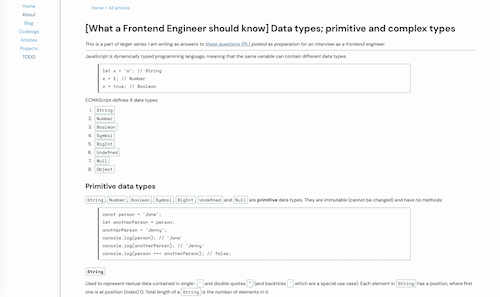 Home
About
Blog
Codelogs
Articles
Projects
TODO
Home / All articles
[What a Frontend Engineer should know] Data types; primitive and complex types
This is a part of larger series I am writing as answers to these questions (PL) posted as preparation for an interview as a frontend engineer.
JavaScript is dynamically typed programming language, meaning that the same variable can contain different data types.
let x = 'a'; // String
x = 1; // Number
x = true; // Boolean
ECMAScript defines 8 data types:
1. String
2. Number
3. Boolean
4. Symbol
5. BigInt
6. Undefined
7. Null
8. Object
Primitive data types
String, Number, Boolean, Symbol, BigInt, Undefined and Null are primitive data types. They are immutable (cannot be changed) and have no methods:
const person = 'Jane';
let anotherPerson = person;
anotherPerson = 'Jenny';
console.log(person); // 'Jane'
console.log(anotherPerson); // 'Jenny'
console.log(person === anotherPerson) // false;
String
Used to represent textual data contained in single- ' and double quotes " (and backticks ` which are a special use case). Each element in String has a position, where first
one is at position (index) 0. Total length of a String is the number of elements in it.